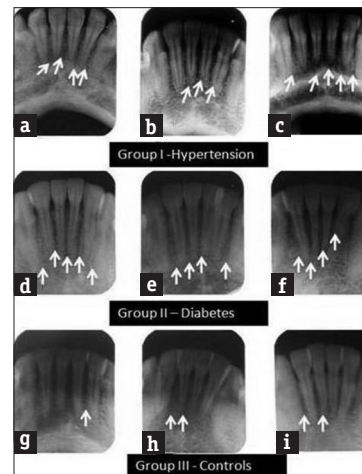 a b c
Group I -Hypertension
d e f
Group II – Diabetes
g h i
Group III - Controls